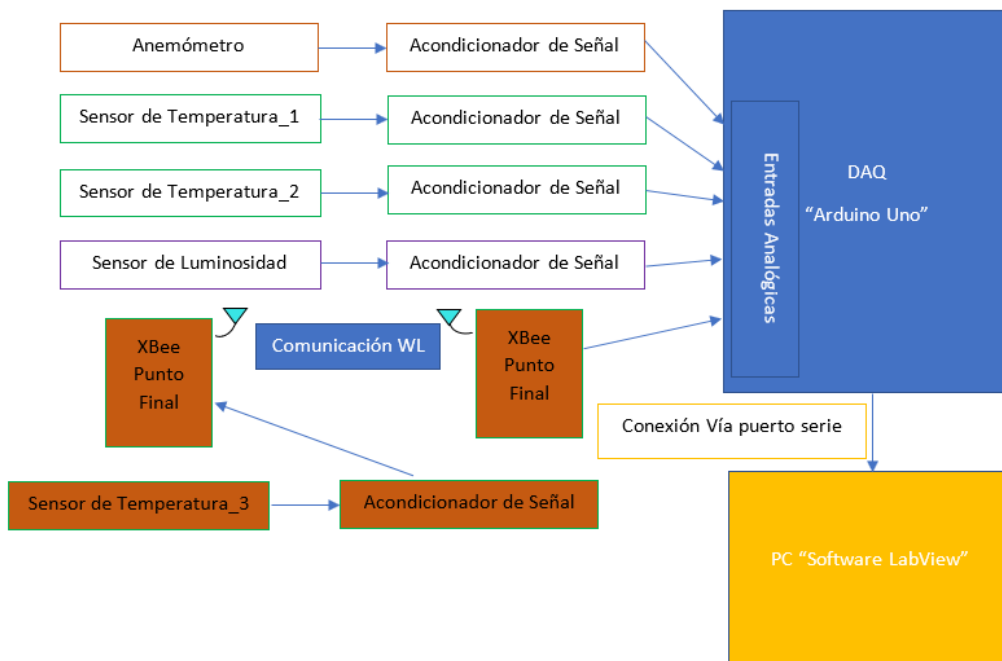 Anemómetro
Acondicionador de Señal
Sensor de Temperatura_1
Acondicionador de Señal
Sensor de Temperatura_2
Acondicionador de Señal
Sensor de Luminosidad
Acondicionador de Señal
Entradas Analógicas
DAQ
“Arduino Uno”
XBee
Punto
Final
Comunicación WL
XBee
Punto
Final
Conexión Vía puerto serie
Sensor de Temperatura_3
Acondicionador de Señal
PC “Software LabView”